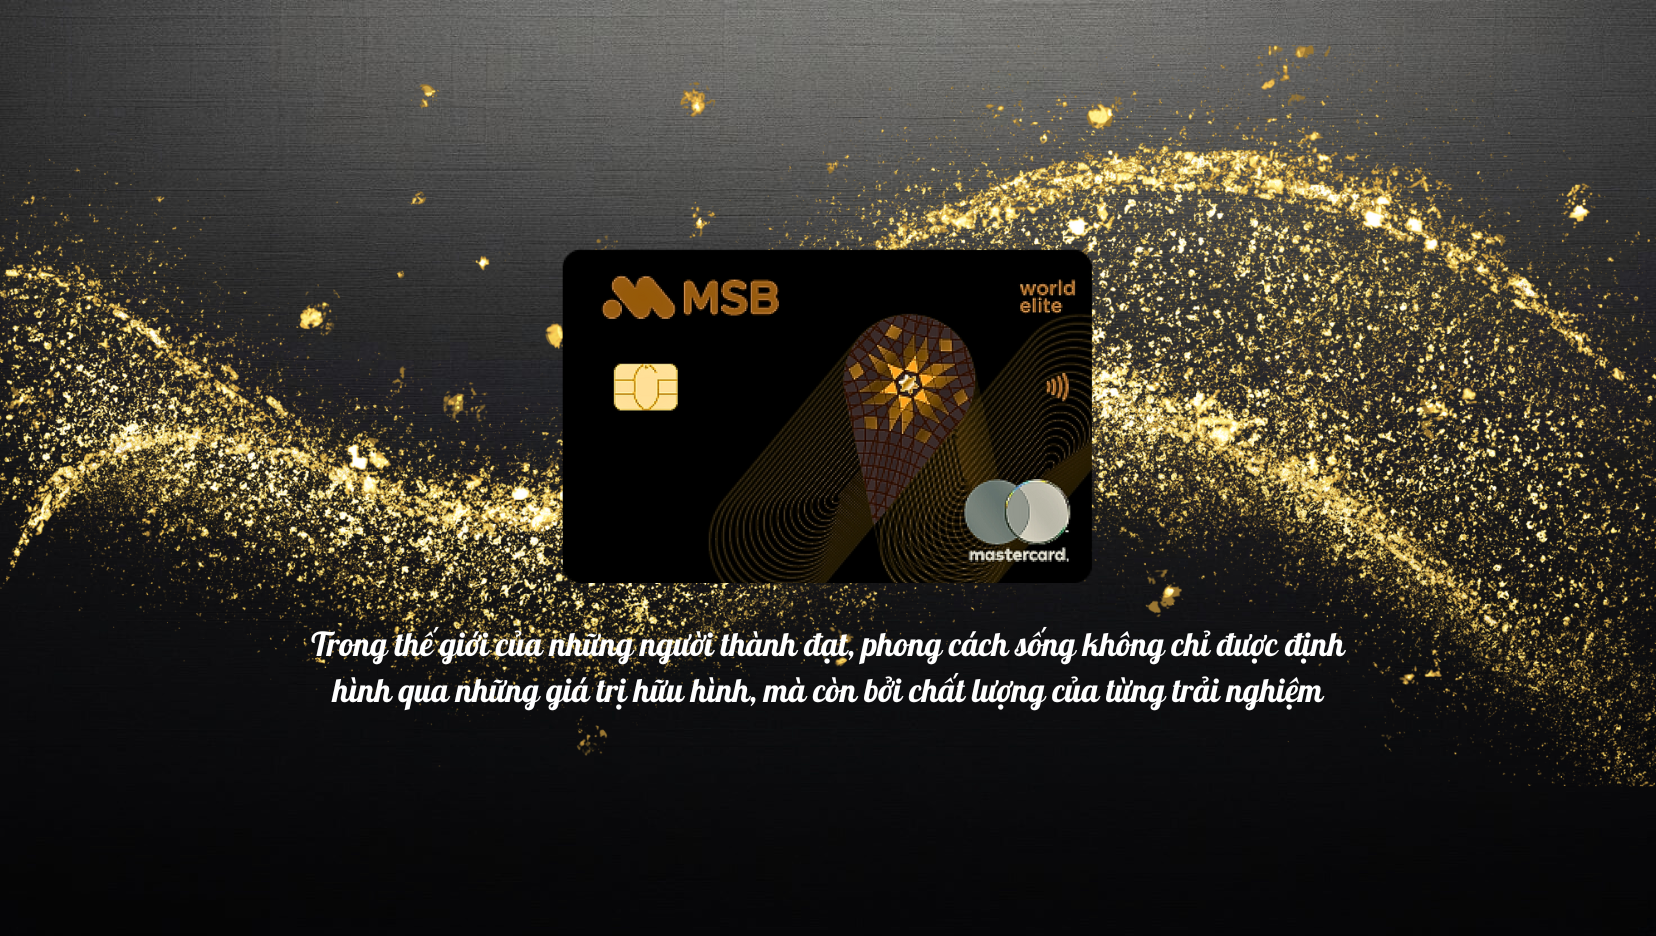 MSB
world
elite
mastercard.
Trong thế giới của những người thành đạt, phong cách sống không chỉ được định
hình qua những giá trị hữu hình, mà còn bởi chất lượng của từng trải nghiệm